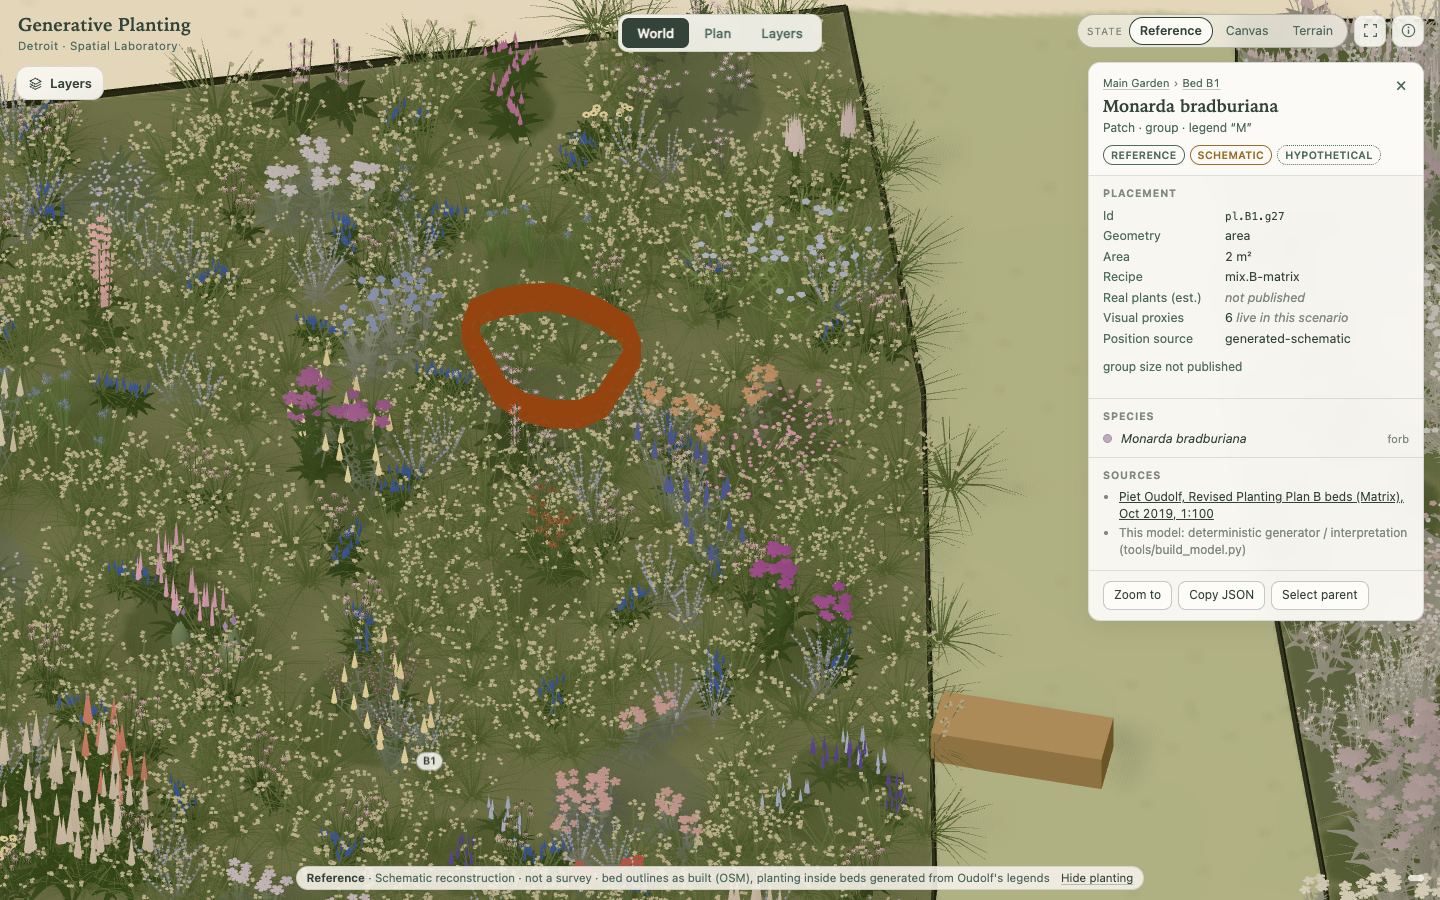 Generative Planting
Detroit · Spatial Laboratory
Layers
World
Plan
Layers
STATE
Reference
Canvas
Terrain
Main Garden › Bed B1
Monarda bradburiana
Patch · group · legend “M”
REFERENCE
SCHEMATIC
HYPOTHETICAL
PLACEMENT
Id pl.B1.g27
Geometry area
Area 2 m²
Recipe mix.B-matrix
Real plants (est.) not published
Visual proxies 6 live in this scenario
Position source generated-schematic
group size not published
SPECIES
Monarda bradburiana forb
SOURCES
Piet Oudolf, Revised Planting Plan B beds (Matrix),
Oct 2019, 1:100
This model: deterministic generator / interpretation
(tools/build_model.py)
Zoom to
Copy JSON
Select parent
B1
Reference · Schematic reconstruction · not a survey · bed outlines as built (OSM), planting inside beds generated from Oudolf's legends Hide planting